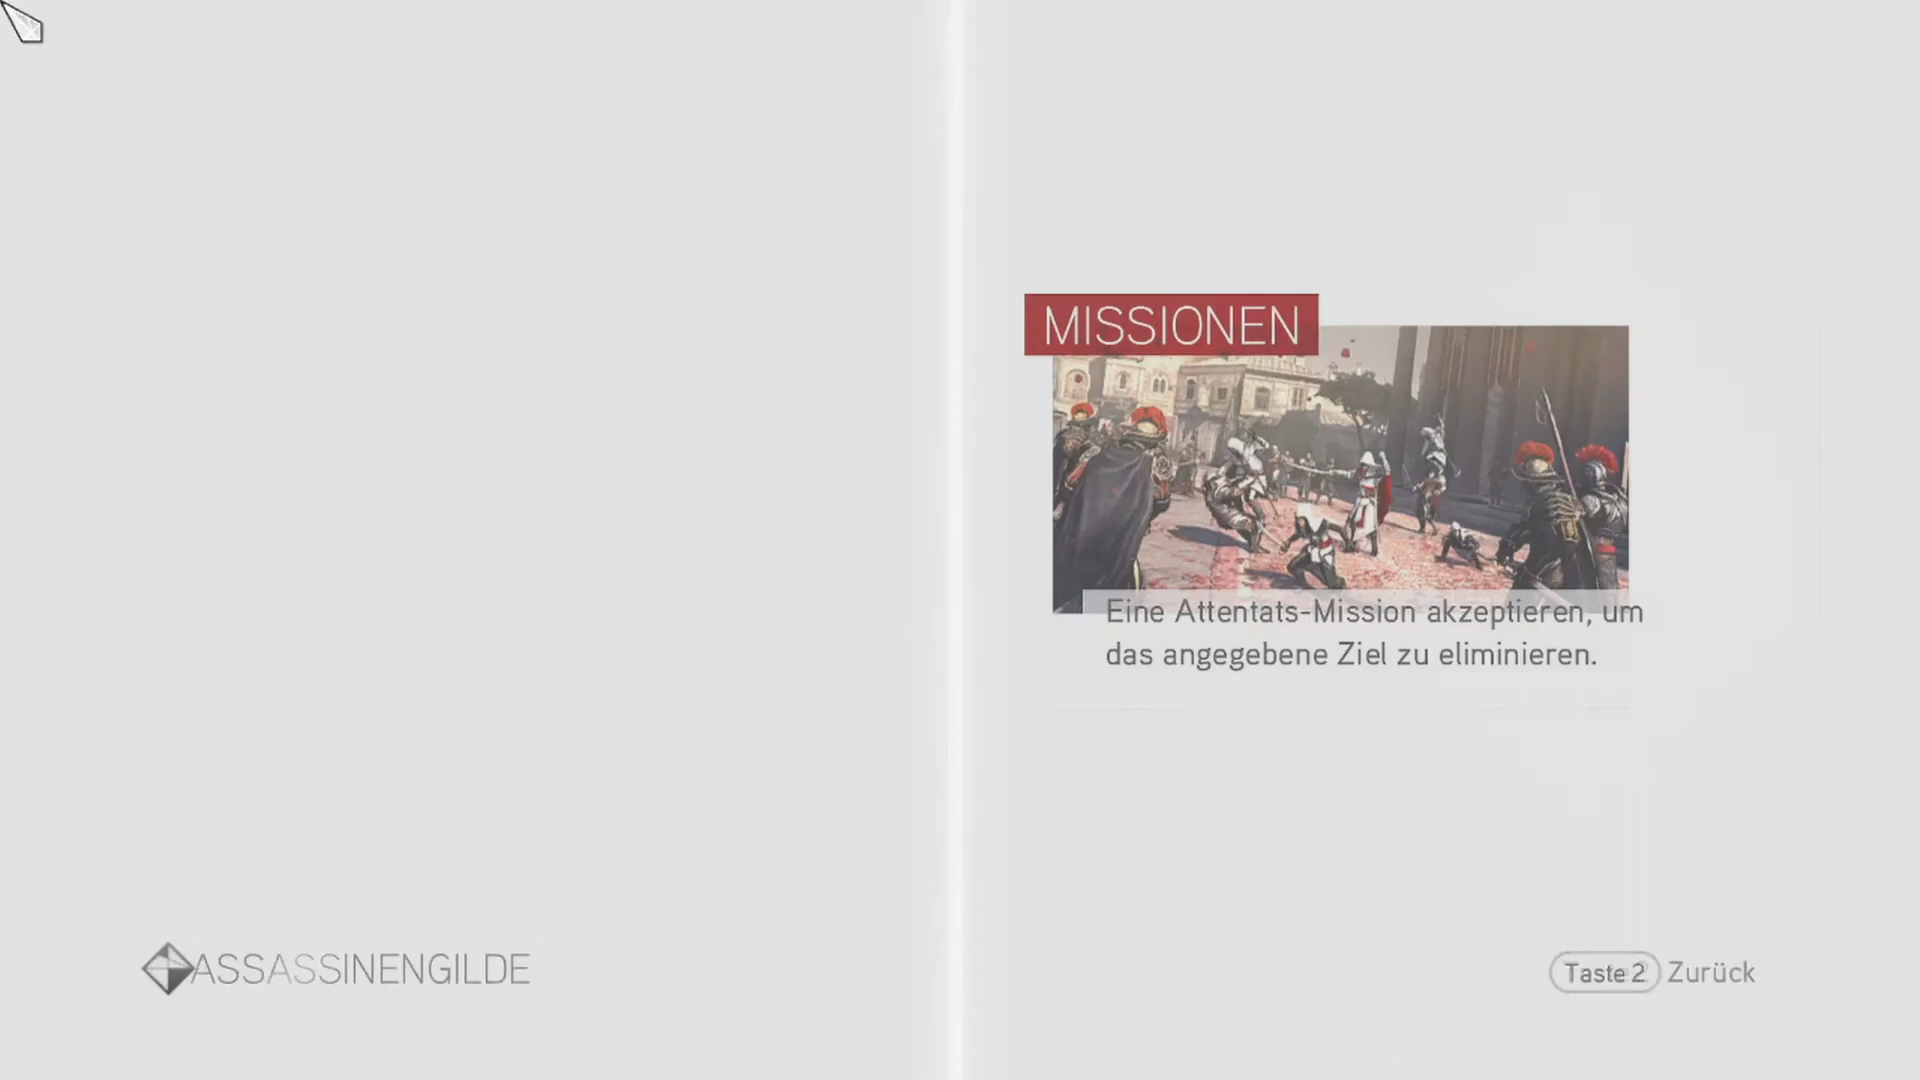 MISSIONEN
Eine Attentats-Mission akzeptieren, um
das angegebene Ziel zu eliminieren.
ASSASSINENGILDE
Taste 2 Zurück